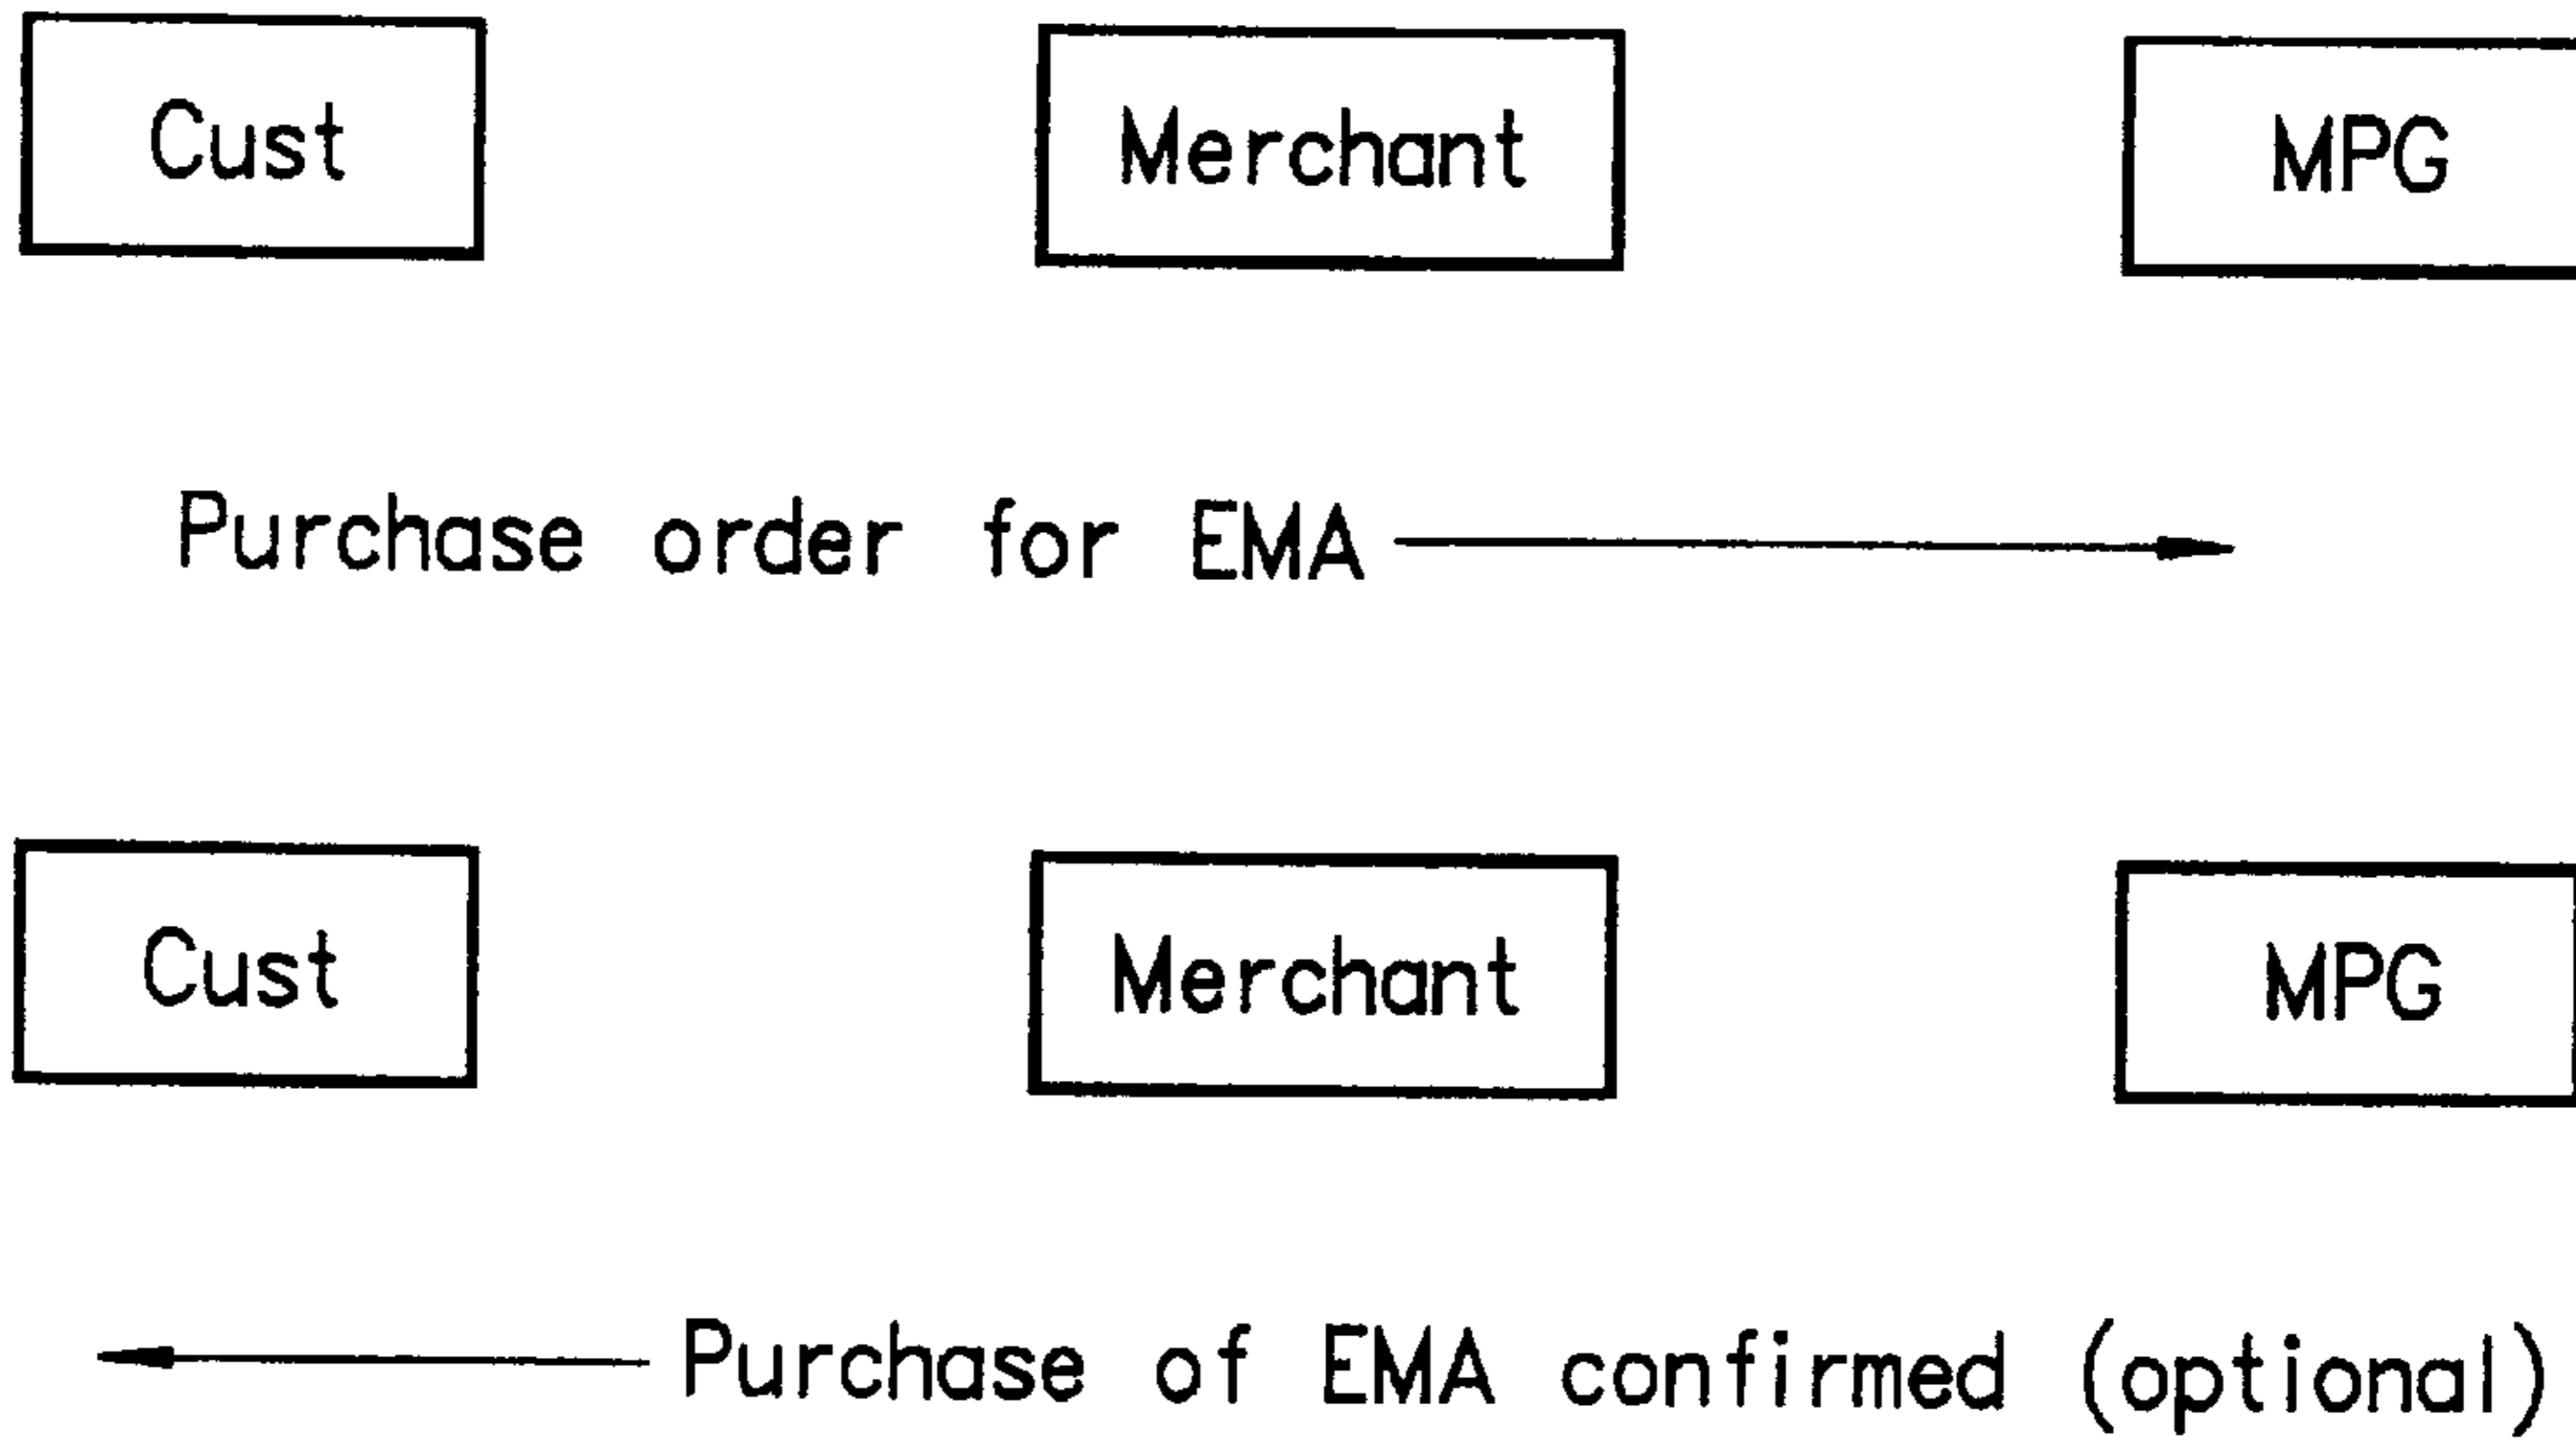 Cust Merchant MPG
Purchase order for EMA
Cust Merchant MPG
Purchase of EMA confirmed (optional)